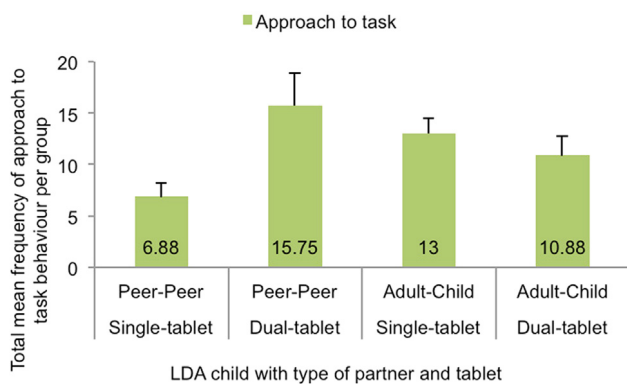 Approach to task
Total mean frequency of approach to
task behaviour per group
20
15
10
5
0
6.88
15.75
13
10.88
Peer-Peer
Peer-Peer
Adult-Child
Adult-Child
Single-tablet
Dual-tablet
Single-tablet
Dual-tablet
LDA child with type of partner and tablet